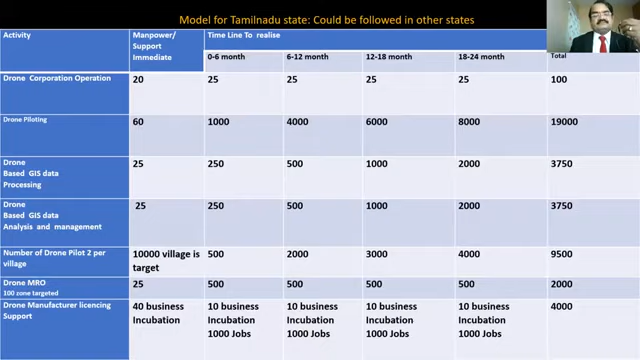 Model for Tamilnadu state: Could be followed in other states
Activity
Manpower/
Support
Immediate
Time Line To realise
0-6 month
6-12 month
12-18 month
18-24 month
Total
Drone Corporation Operation
20
25
25
25
25
100
Drone Piloting
60
1000
4000
6000
8000
19000
Drone
Based GIS data
Processing
25
250
500
1000
2000
3750
Drone
Based GIS data
Analysis and management
25
250
500
1000
2000
3750
Number of Drone Pilot 2 per
village
10000 village is
target
500
2000
3000
4000
9500
Drone MRO
100 zone targeted
25
500
500
500
500
2000
Drone Manufacturer licencing
Support
40 business
Incubation
10 business
Incubation
1000 Jobs
10 business
Incubation
1000 Jobs
10 business
Incubation
1000 Jobs
10 business
Incubation
1000 Jobs
4000